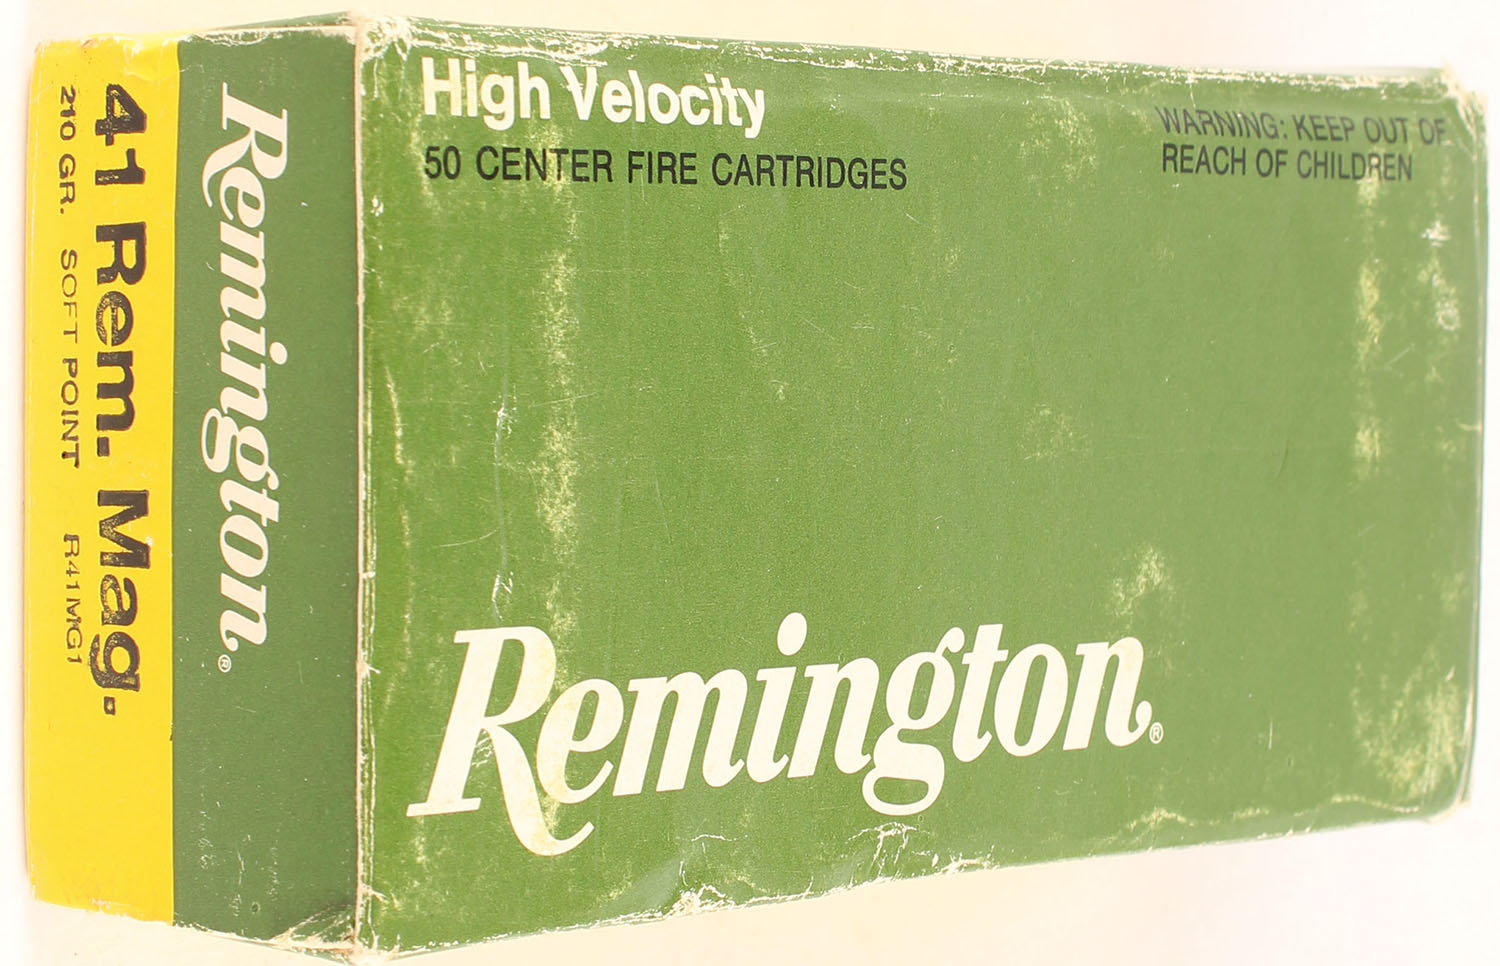 High Velocity
50 CENTER FIRE CARTRIDGES
WARNING: KEEP OUT OF
REACH OF CHILDREN
Remington®
Remington®
41 Rem. Mag.
210 GR. SOFT POINT R41MG1